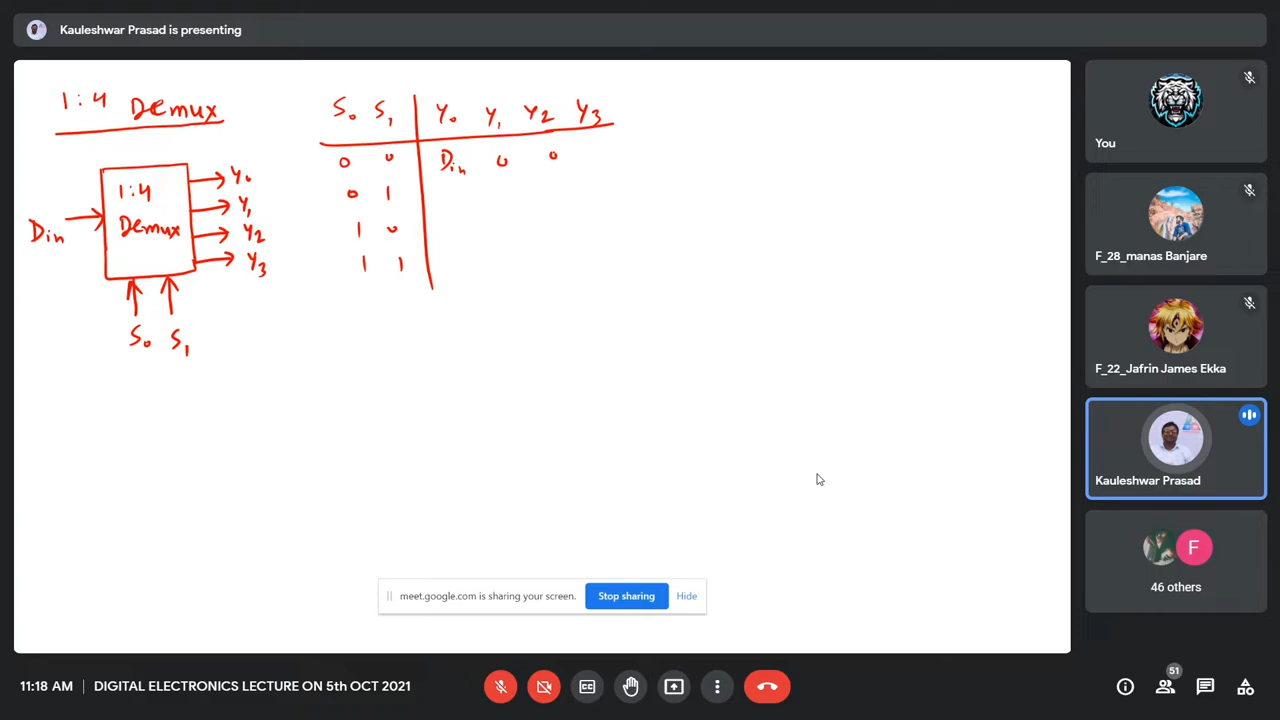 Kauleshwar Prasad is presenting
1:4 Demux
S0 S1 Y0 Y1 Y2 Y3
0 0 Din 0 0
0 1
1 0
1 1
1:4
Demux
Din
Y0
Y1
Y2
Y3
S0 S1
You
F_28_manas Banjare
F_22_Jafrin James Ekka
Kauleshwar Prasad
F
46 others
meet.google.com is sharing your screen. Stop sharing Hide
11:18 AM DIGITAL ELECTRONICS LECTURE ON 5th OCT 2021
51